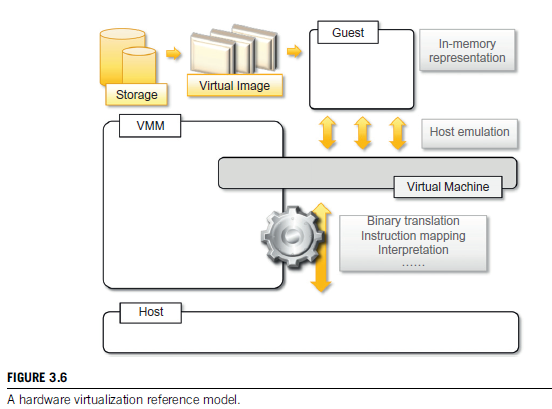 Guest
In-memory
representation
Storage
Virtual Image
VMM
Host emulation
Virtual Machine
Binary translation
Instruction mapping
Interpretation
......
Host
FIGURE 3.6
A hardware virtualization reference model.